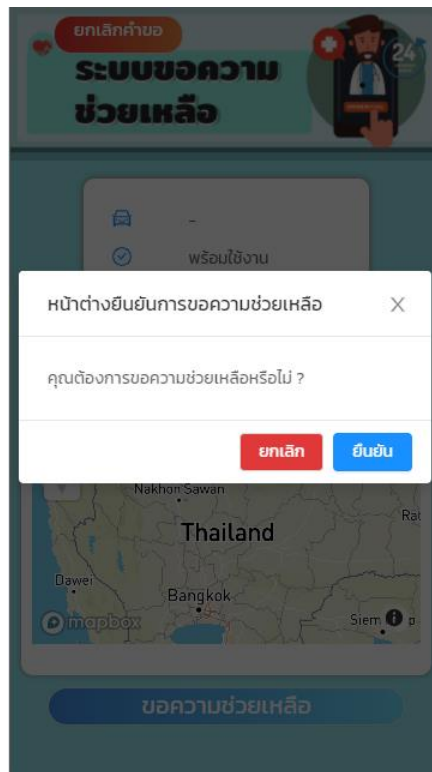 ยกเลิกคำขอ
ระบบขอความ
ช่วยเหลือ
24
-
พร้อมใช้งาน
หน้าต่างยืนยันการขอความช่วยเหลือ
คุณต้องการขอความช่วยเหลือหรือไม่ ?
ยกเลิก ยืนยัน
Nakhon Sawan
Thailand
Dawei
Bangkok
mapbox
ขอความช่วยเหลือ